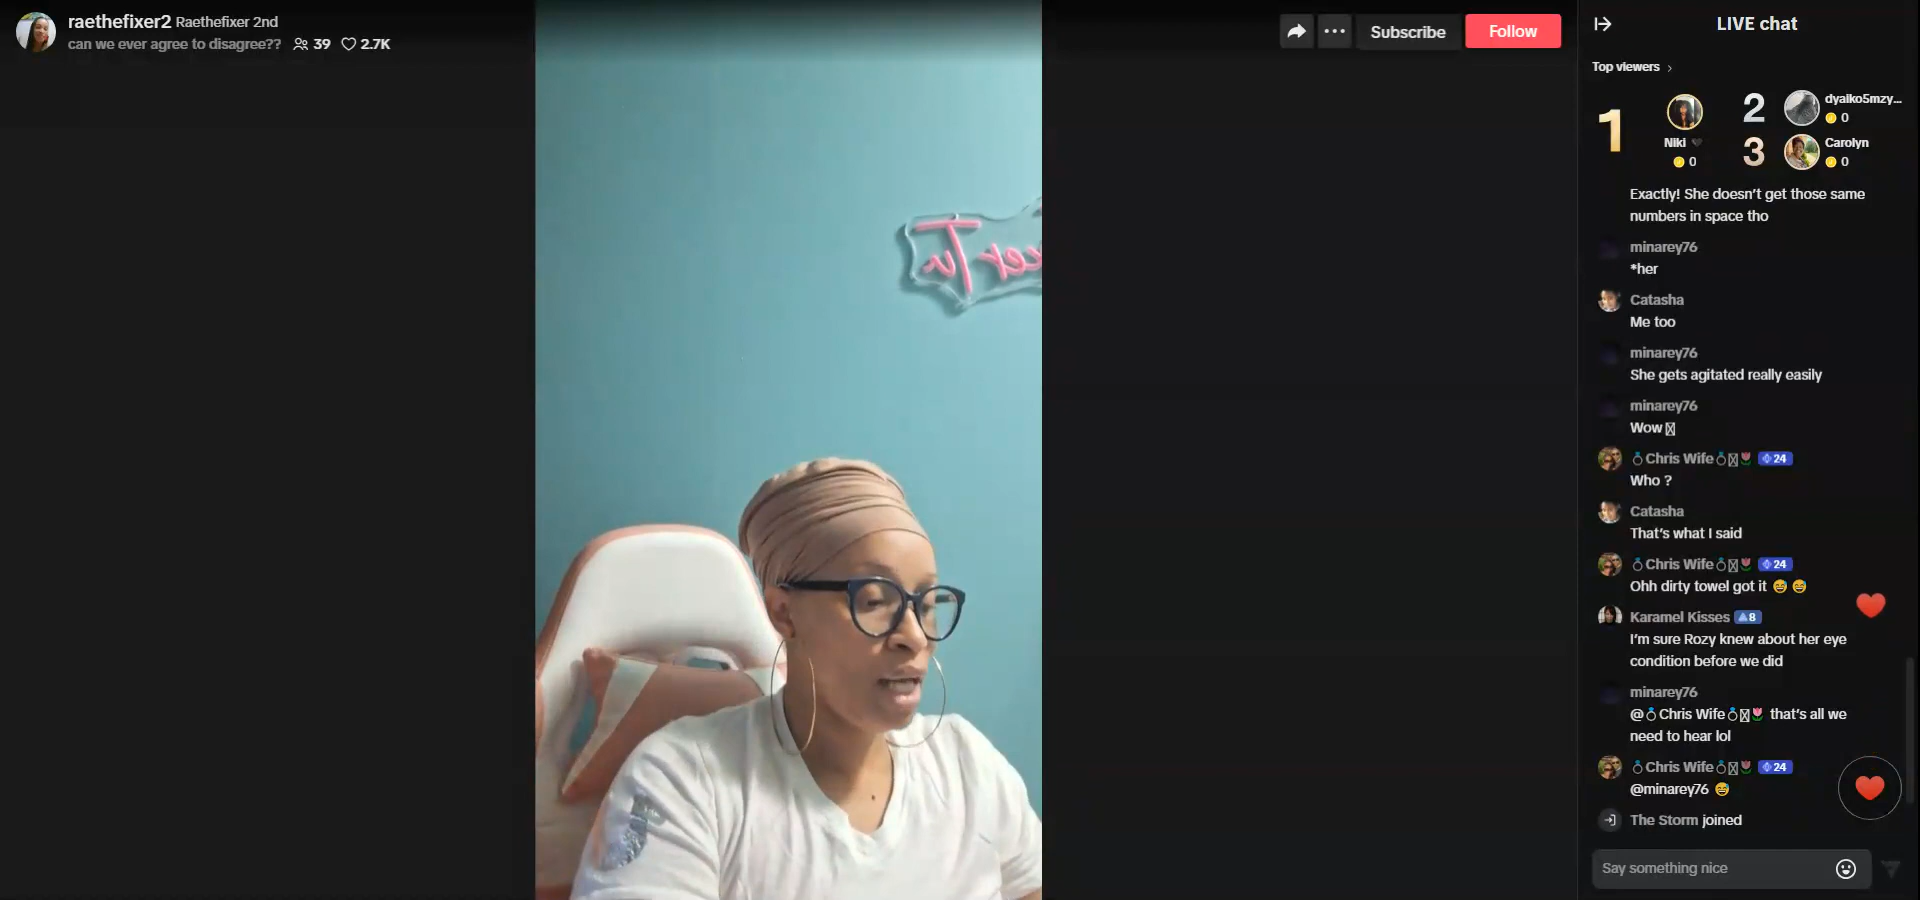 raethefixer2 Raethefixer 2nd
can we ever agree to disagree?? 39 2.7K
Subscribe
Follow
LIVE chat
Top viewers
1
Niki 🖤
0
2
dyaiko5mzy...
0
3
Carolyn
0
Exactly! She doesn't get those same
numbers in space tho
minarey76
*her
Catasha
Me too
minarey76
She gets agitated really easily
minarey76
Wow
💍Chris Wife💍🌷 24
Who ?
Catasha
That's what I said
💍Chris Wife💍🌷 24
Ohh dirty towel got it 😅 😅
Karamel Kisses 8
I'm sure Rozy knew about her eye
condition before we did
minarey76
@💍Chris Wife💍🌷 that's all we
need to hear lol
💍Chris Wife💍🌷 24
@minarey76 😅
The Storm joined
Say something nice
xer Tv